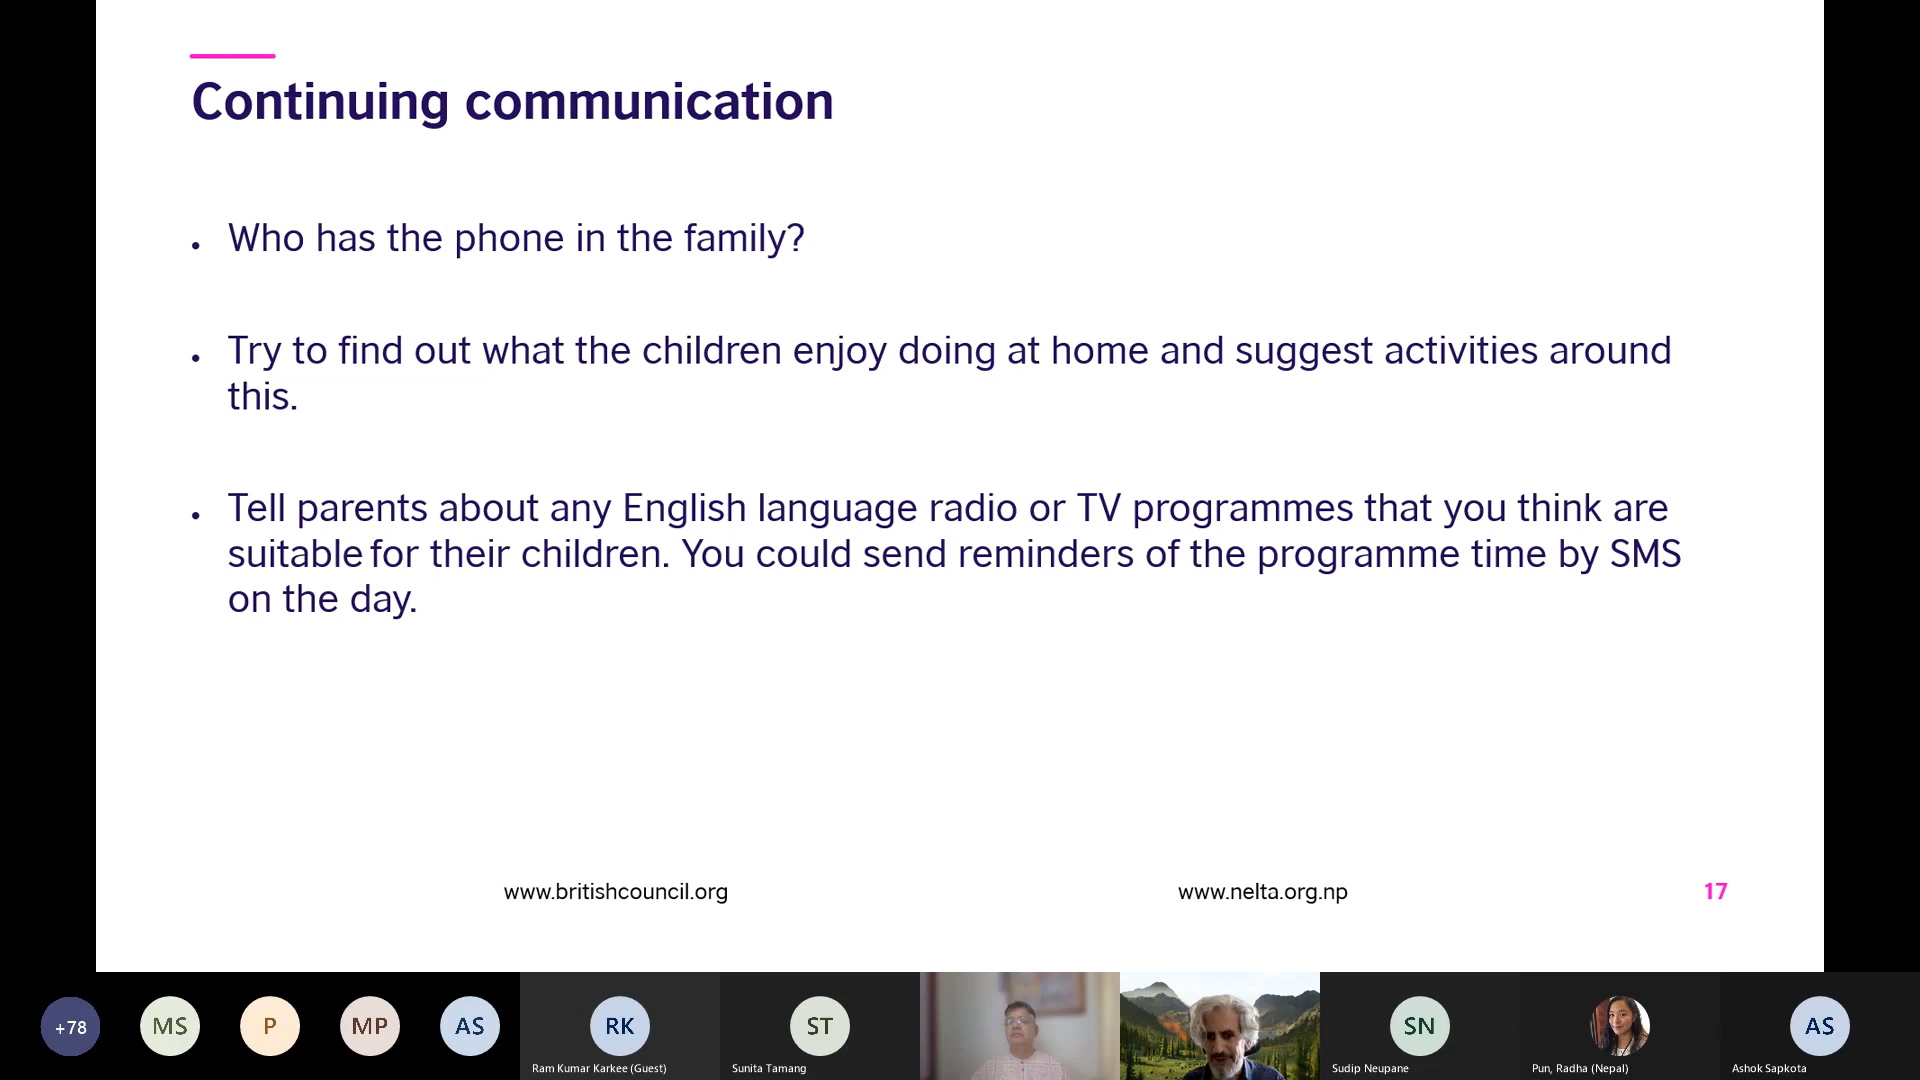 Continuing communication
• Who has the phone in the family?
• Try to find out what the children enjoy doing at home and suggest activities around
this.
• Tell parents about any English language radio or TV programmes that you think are
suitable for their children. You could send reminders of the programme time by SMS
on the day.
www.britishcouncil.org
www.nelta.org.np
17
+78
MS
P
MP
AS
RK
ST
SN
AS
Ram Kumar Karkee (Guest)
Sunita Tamang
Sudip Neupane
Pun, Radha (Nepal)
Ashok Sapkota